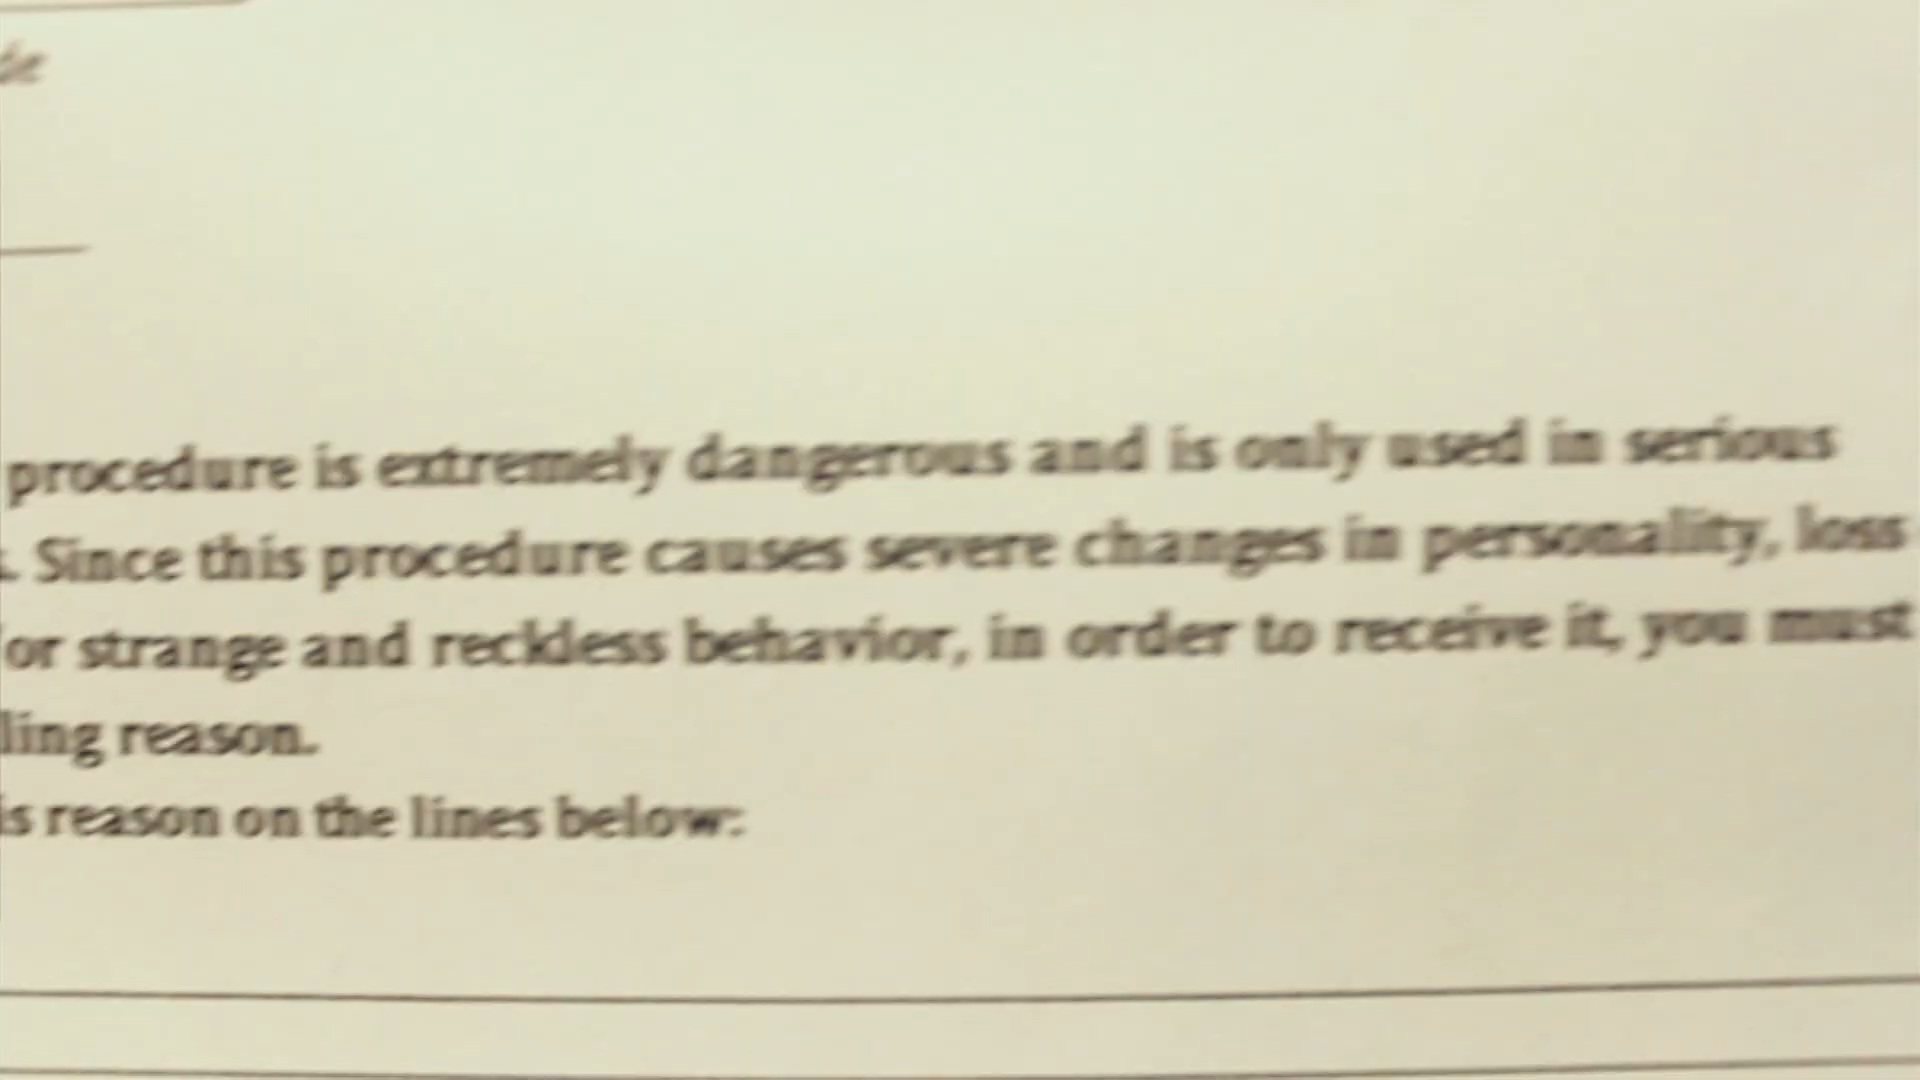 procedure is extremely dangerous and is only used in serious
. Since this procedure causes severe changes in personality, loss
or strange and reckless behavior, in order to receive it, you must
ling reason.
is reason on the lines below: